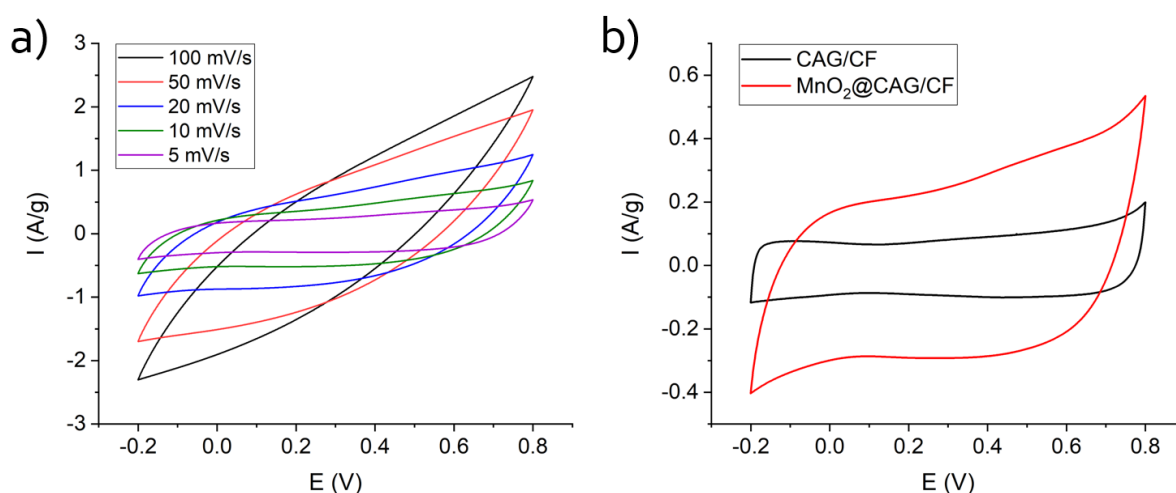 a)
100 mV/s
50 mV/s
20 mV/s
10 mV/s
5 mV/s
I (A/g)
3
2
1
0
-1
-2
-3
-0.2 0.0 0.2 0.4 0.6 0.8
E (V)
b)
CAG/CF
MnO₂@CAG/CF
I (A/g)
0.6
0.4
0.2
0.0
-0.2
-0.4
-0.2 0.0 0.2 0.4 0.6 0.8
E (V)